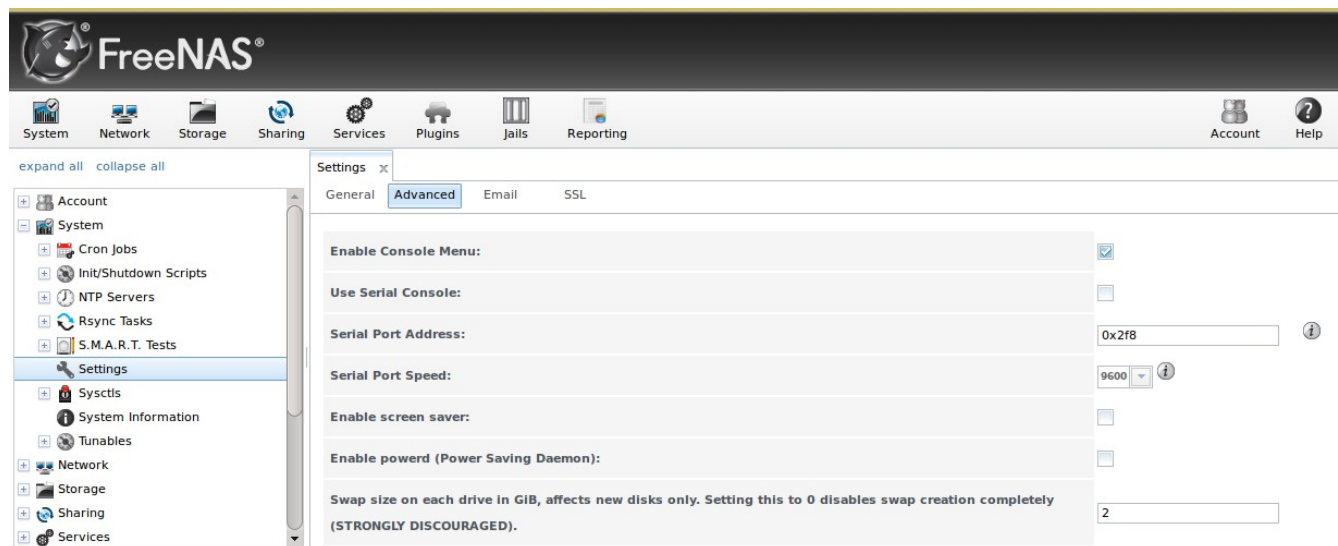 FreeNAS®
System Network Storage Sharing Services Plugins Jails Reporting Account Help
expand all collapse all
Account
System
Cron Jobs
Init/Shutdown Scripts
NTP Servers
Rsync Tasks
S.M.A.R.T. Tests
Settings
Sysctls
System Information
Tunables
Network
Storage
Sharing
Services
Settings x
General Advanced Email SSL
Enable Console Menu:
Use Serial Console:
Serial Port Address: 0x2f8
Serial Port Speed: 9600
Enable screen saver:
Enable powerd (Power Saving Daemon):
Swap size on each drive in GiB, affects new disks only. Setting this to 0 disables swap creation completely
(STRONGLY DISCOURAGED).
2